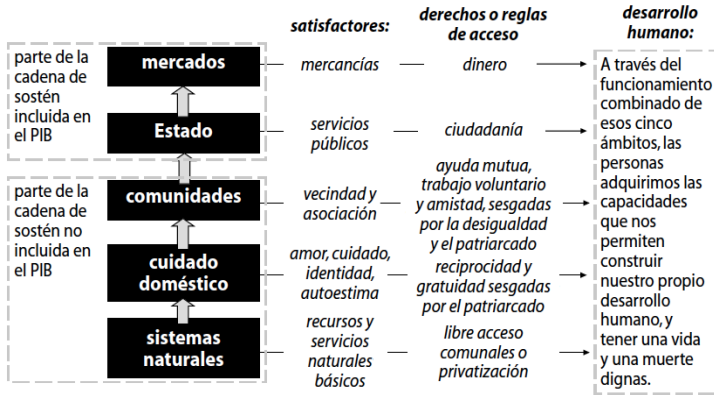 satisfactores:
derechos o reglas
de acceso
desarrollo
humano:
parte de la
cadena de
sostén
incluida en
el PIB
mercados
mercancías
dinero
Estado
servicios
públicos
ciudadanía
parte de la
cadena de
sostén no
incluida en
el PIB
comunidades
vecindad y
asociación
ayuda mutua,
trabajo voluntario
y amistad, sesgadas
por la desigualdad
y el patriarcado
cuidado
doméstico
amor, cuidado,
identidad,
autoestima
reciprocidad y
gratuidad sesgadas
por el patriarcado
sistemas
naturales
recursos y
servicios
naturales
básicos
libre acceso
comunales o
privatización
A través del
funcionamiento
combinado de
esos cinco
ámbitos, las
personas
adquirimos las
capacidades
que nos
permiten
construir
nuestro propio
desarrollo
humano, y
tener una vida
y una muerte
dignas.